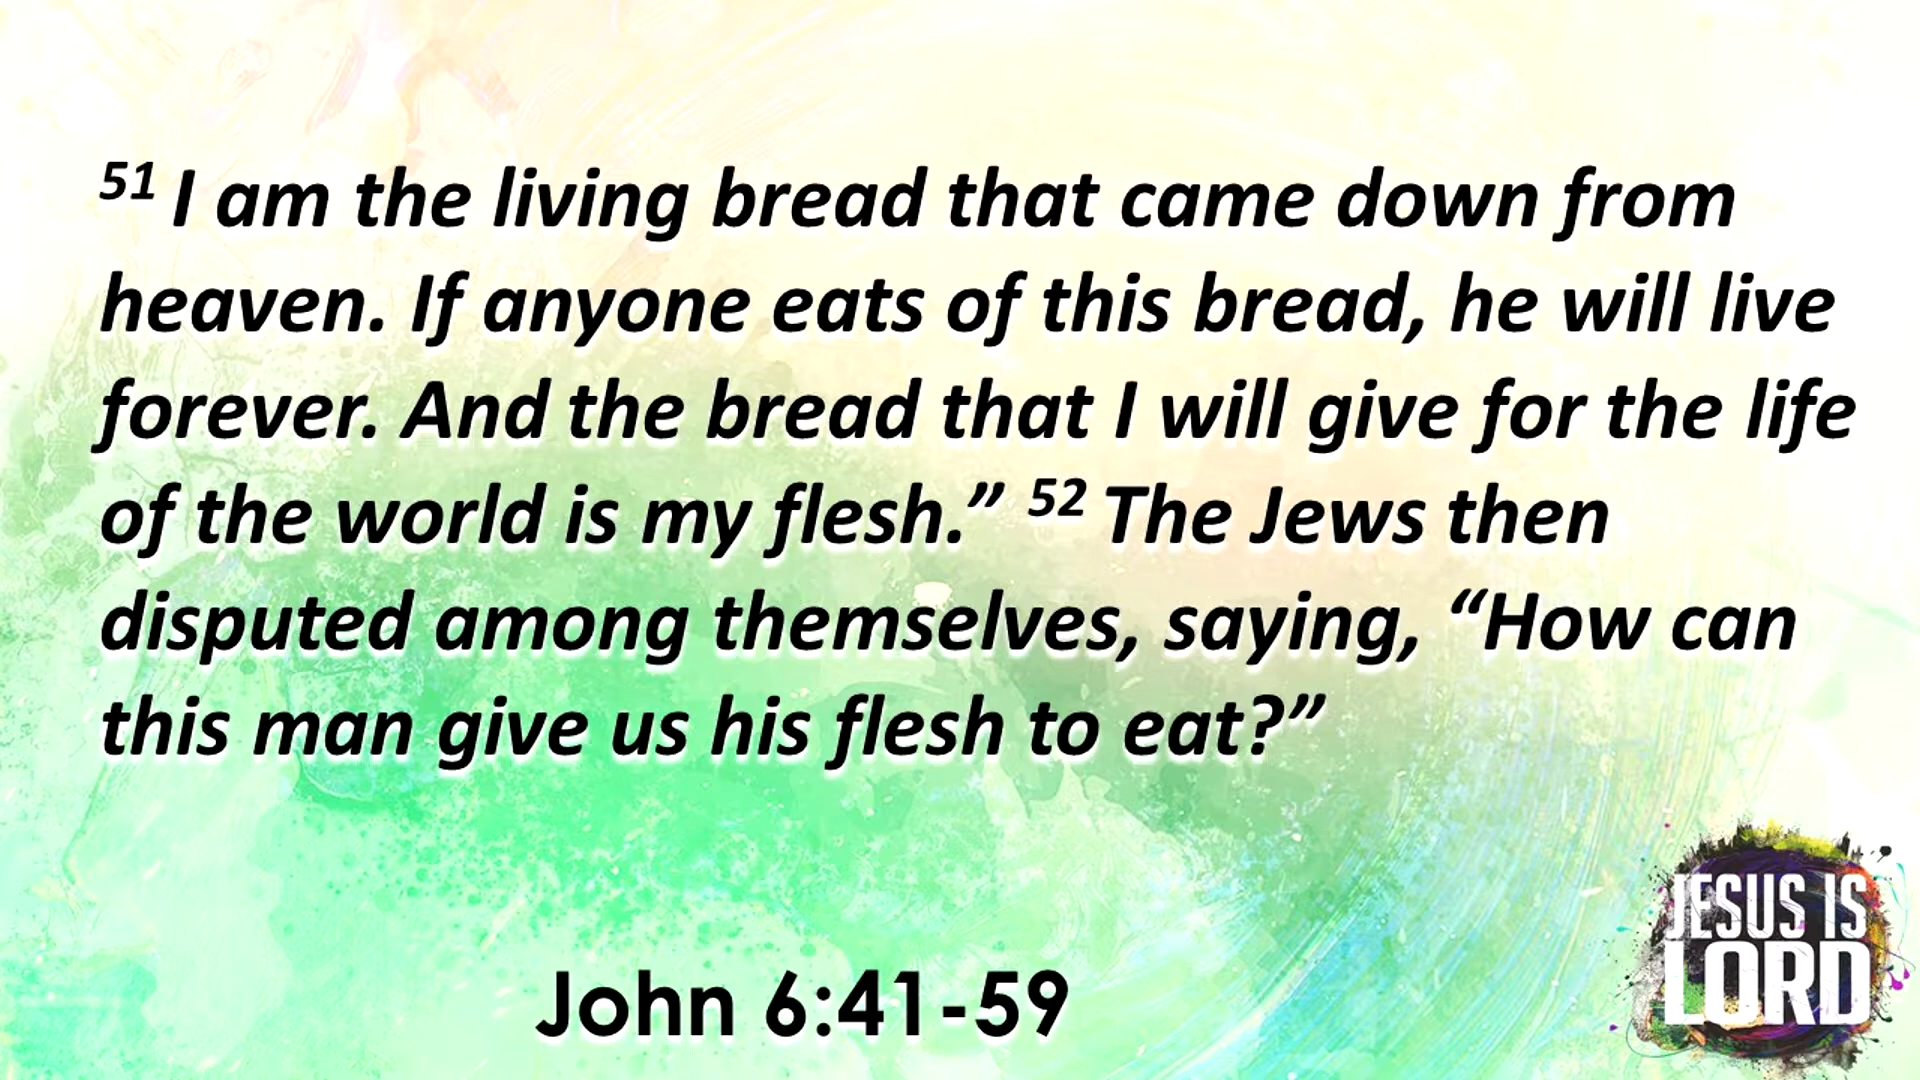 51 I am the living bread that came down from
heaven. If anyone eats of this bread, he will live
forever. And the bread that I will give for the life
of the world is my flesh.” 52 The Jews then
disputed among themselves, saying, “How can
this man give us his flesh to eat?”
John 6:41-59
JESUS IS
LORD